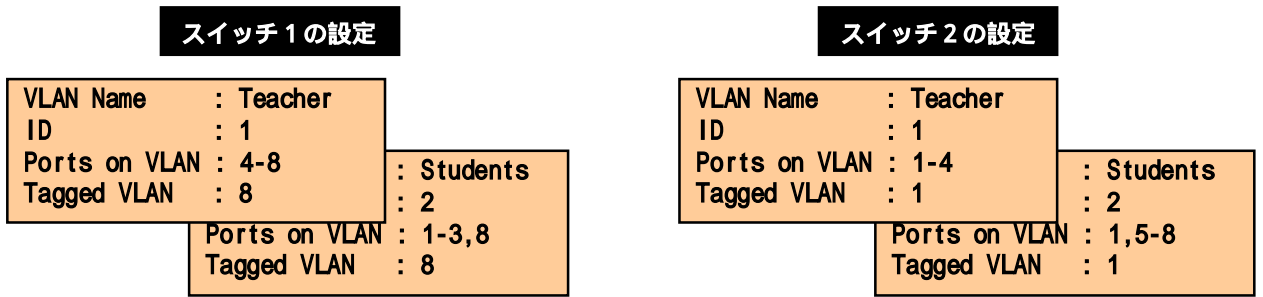 スイッチ1の設定
VLAN Name : Teacher
ID : 1
Ports on VLAN : 4-8
Tagged VLAN : 8
: Students
: 2
Ports on VLAN : 1-3,8
Tagged VLAN : 8
スイッチ2の設定
VLAN Name : Teacher
ID : 1
Ports on VLAN : 1-4
Tagged VLAN : 1
: Students
: 2
Ports on VLAN : 1,5-8
Tagged VLAN : 1